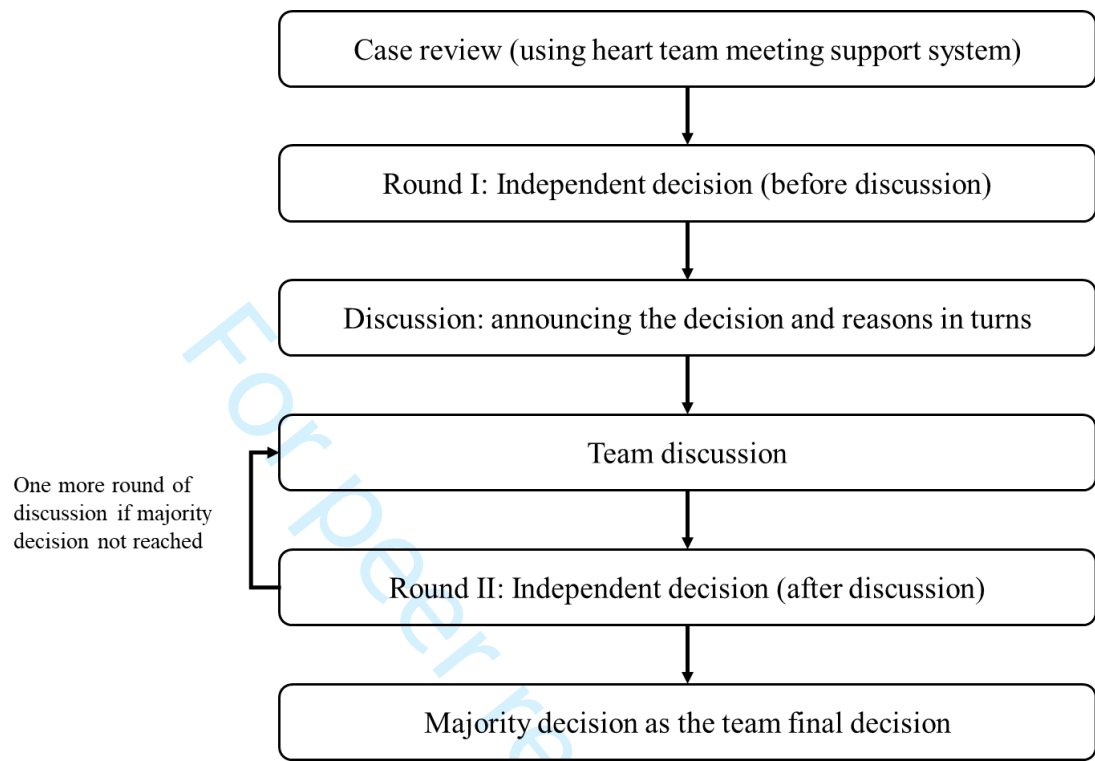 Case review (using heart team meeting support system)
Round I: Independent decision (before discussion)
Discussion: announcing the decision and reasons in turns
Team discussion
One more round of
discussion if majority
decision not reached
Round II: Independent decision (after discussion)
Majority decision as the team final decision
For peer re